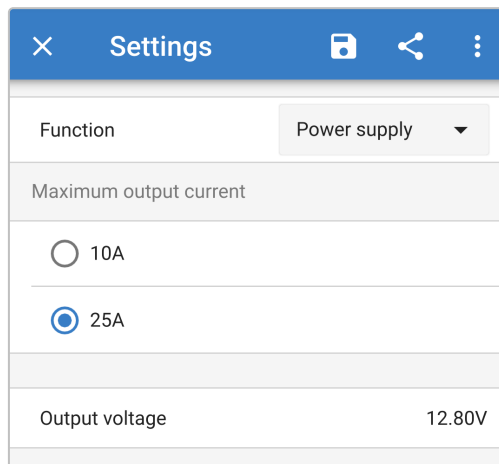 Settings
Function Power supply
Maximum output current
10A
25A
Output voltage 12.80V